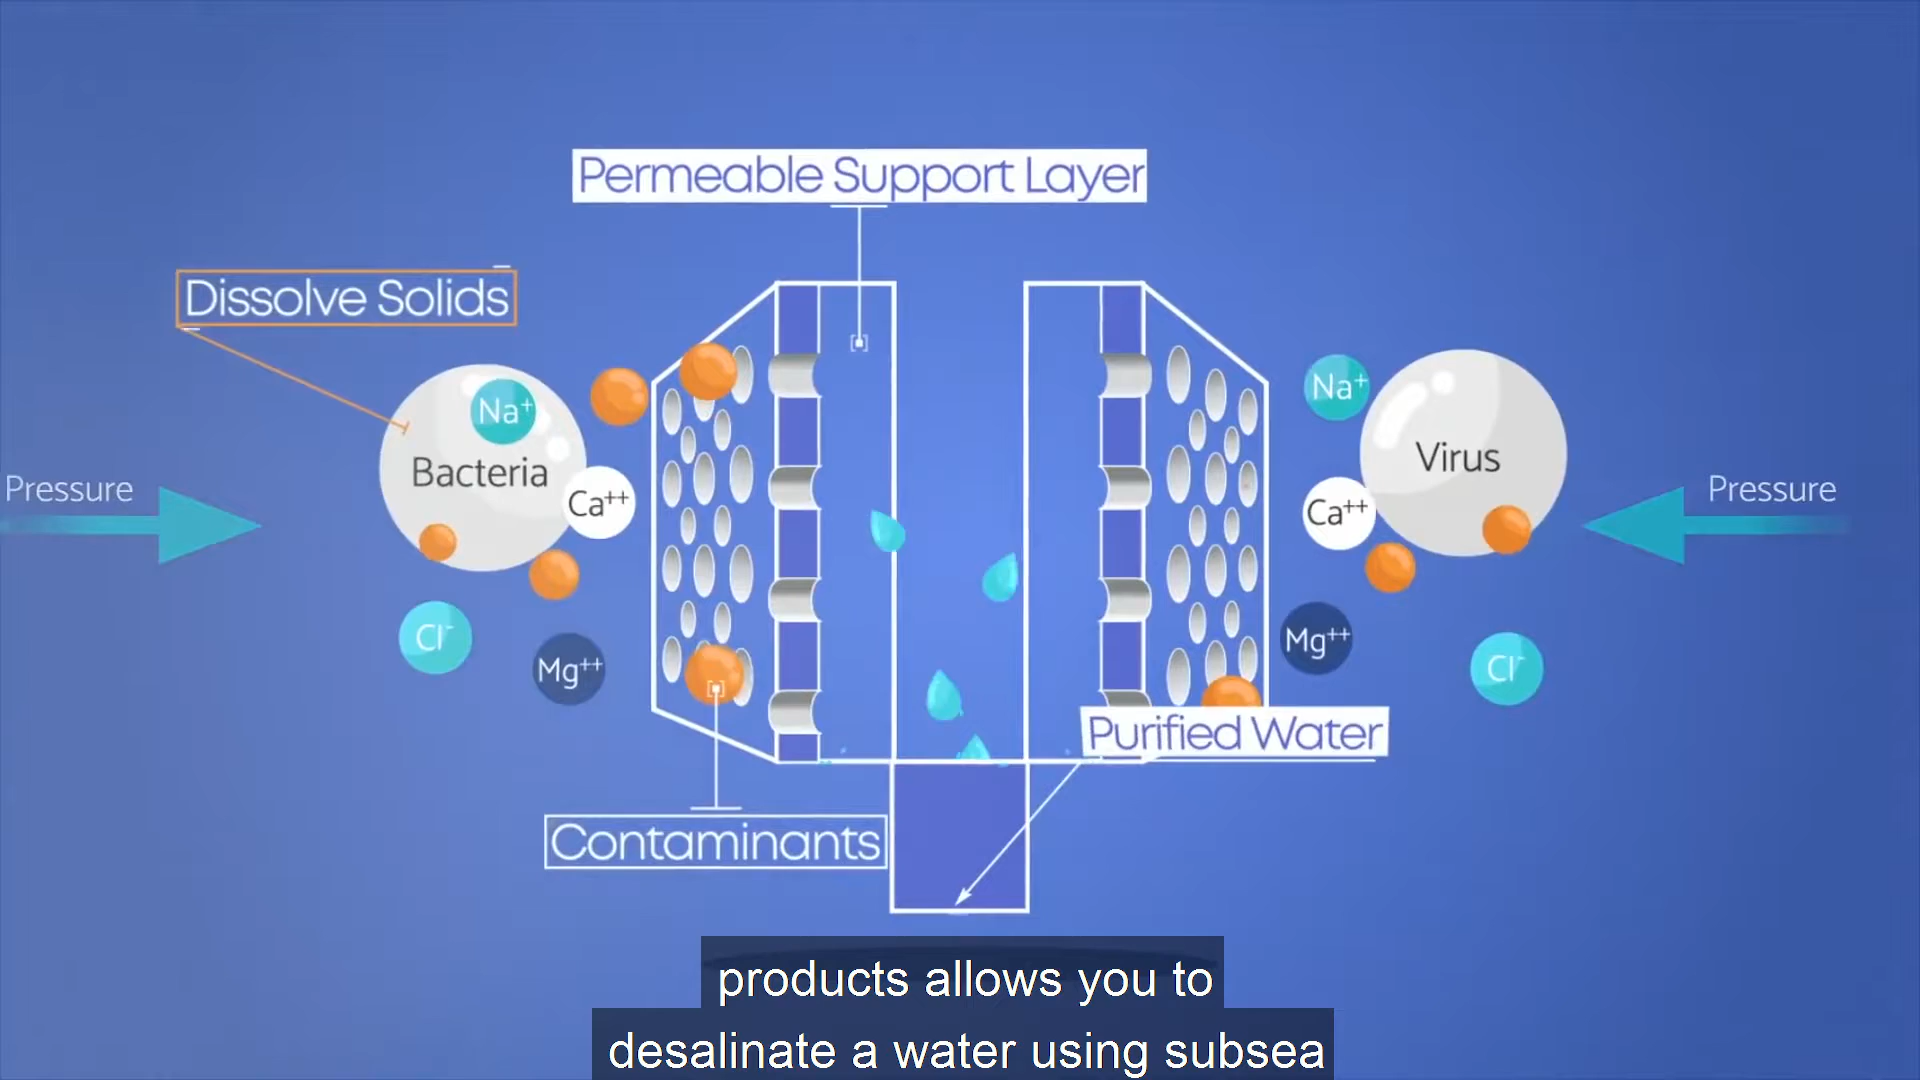 Permeable Support Layer
Dissolve Solids
Na⁺
Bacteria
Ca⁺⁺
Pressure
Cl⁻
Mg⁺⁺
Na⁺
Virus
Ca⁺⁺
Pressure
Mg⁺⁺
Cl⁻
Purified Water
Contaminants
products allows you to
desalinate a water using subsea